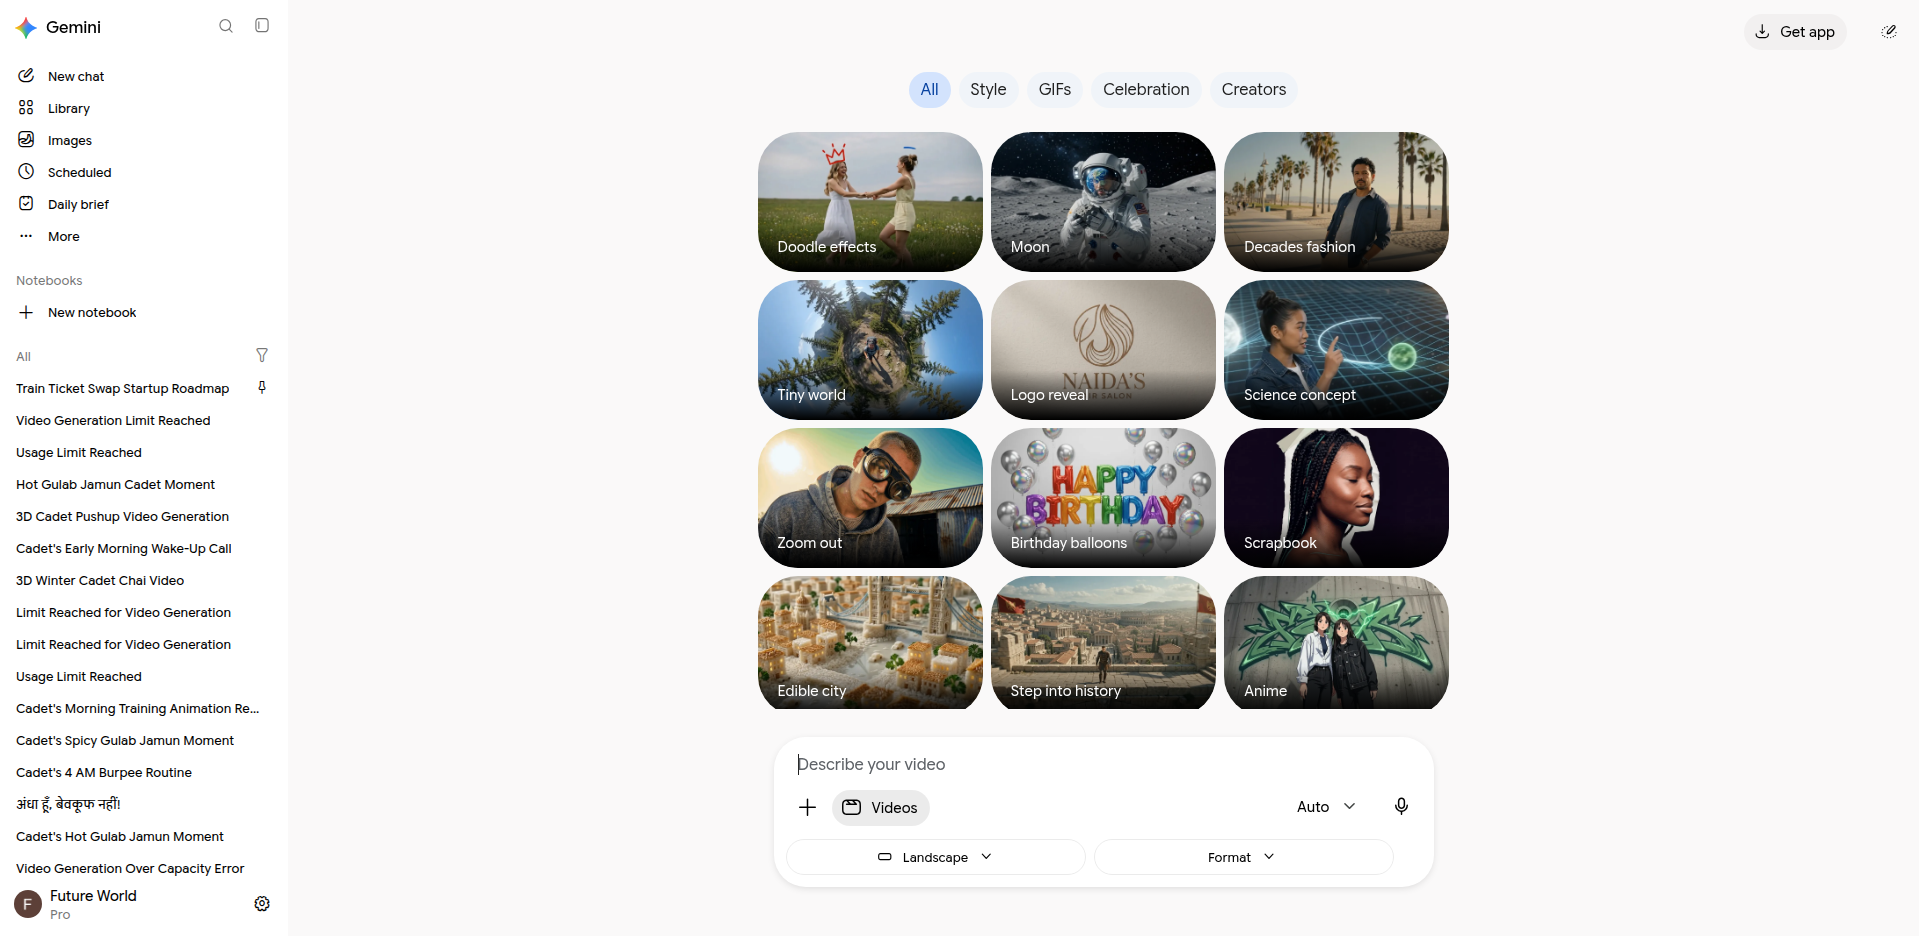 Gemini
New chat
Library
Images
Scheduled
Daily brief
More
Notebooks
New notebook
All
Train Ticket Swap Startup Roadmap
Video Generation Limit Reached
Usage Limit Reached
Hot Gulab Jamun Cadet Moment
3D Cadet Pushup Video Generation
Cadet's Early Morning Wake-Up Call
3D Winter Cadet Chai Video
Limit Reached for Video Generation
Limit Reached for Video Generation
Usage Limit Reached
Cadet's Morning Training Animation Re...
Cadet's Spicy Gulab Jamun Moment
Cadet's 4 AM Burpee Routine
अंधा हूँ, बेवकूफ नहीं!
Cadet's Hot Gulab Jamun Moment
Video Generation Over Capacity Error
F
Future World
Pro
Get app
All Style GIFs Celebration Creators
Doodle effects
Moon
Decades fashion
Tiny world
NAIDA'S
SALON
Logo reveal
Science concept
Zoom out
HAPPY
BIRTHDAY
Birthday balloons
Scrapbook
Edible city
Step into history
Anime
Describe your video
Videos
Auto
Landscape
Format